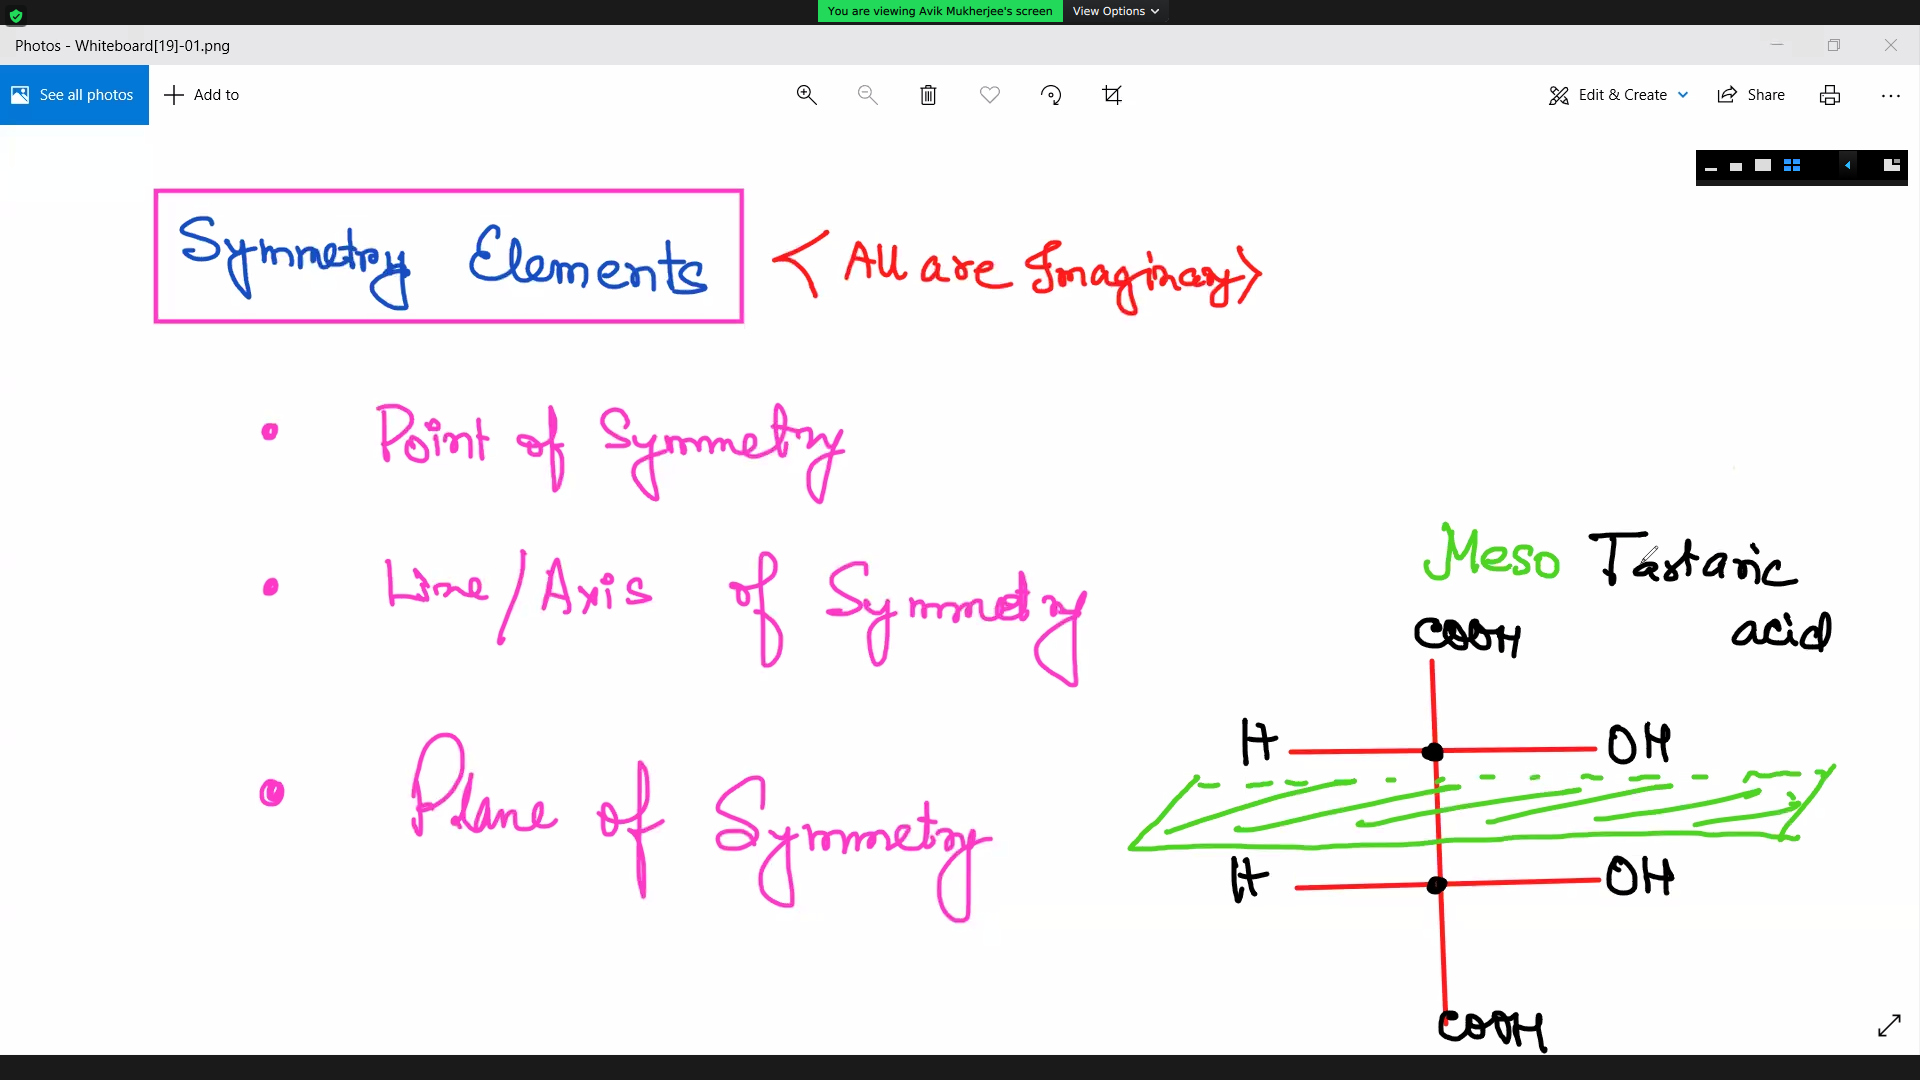 You are viewing Avik Mukherjee's screen View Options
Photos - Whiteboard[19]-01.png
See all photos Add to Edit & Create Share
Symmetry Elements <All are Imaginary>
• Point of Symmetry
• Line/Axis of Symmetry
• Plane of Symmetry
Meso Tartaric
acid
COOH
H OH
H OH
COOH